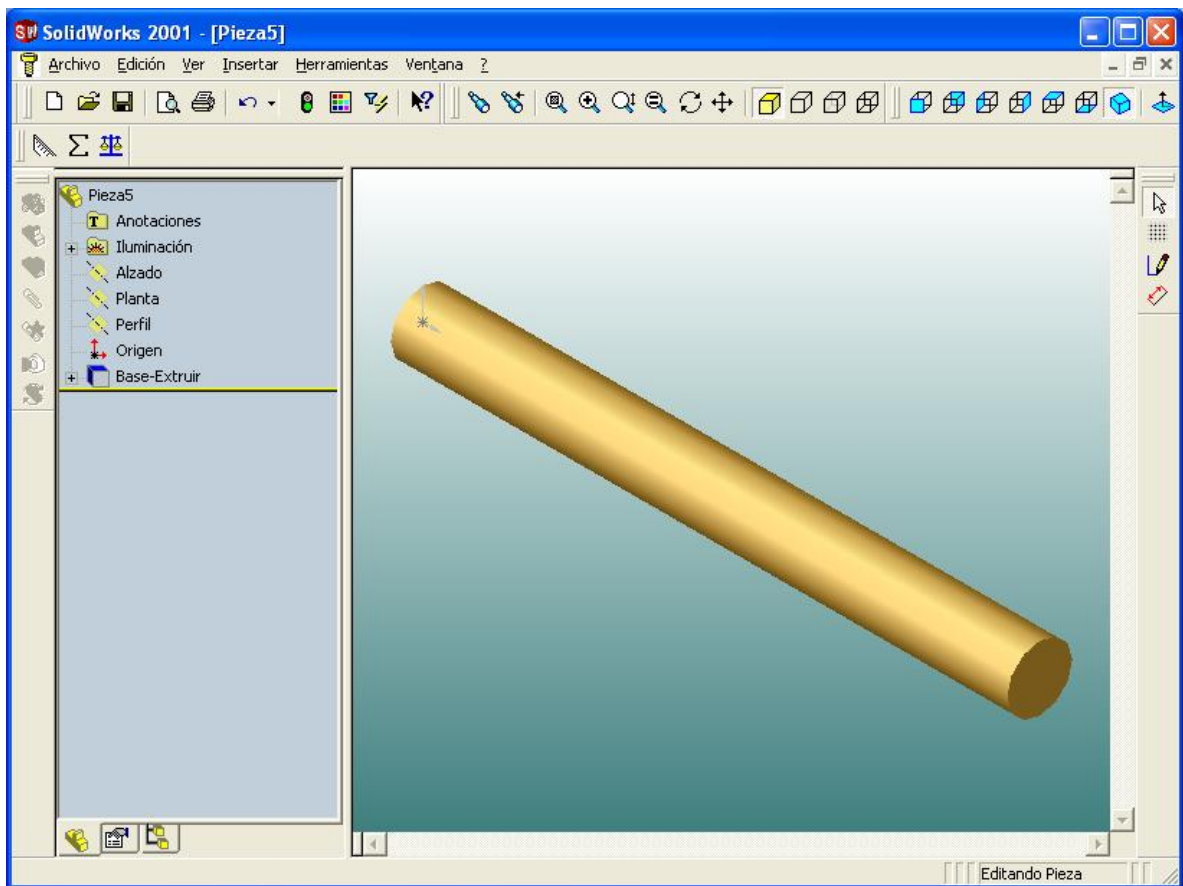 SolidWorks 2001 - [Pieza5]
Archivo Edición Ver Insertar Herramientas Ventana ?
Pieza5
Anotaciones
Iluminación
Alzado
Planta
Perfil
Origen
Base-Extruir
Editando Pieza